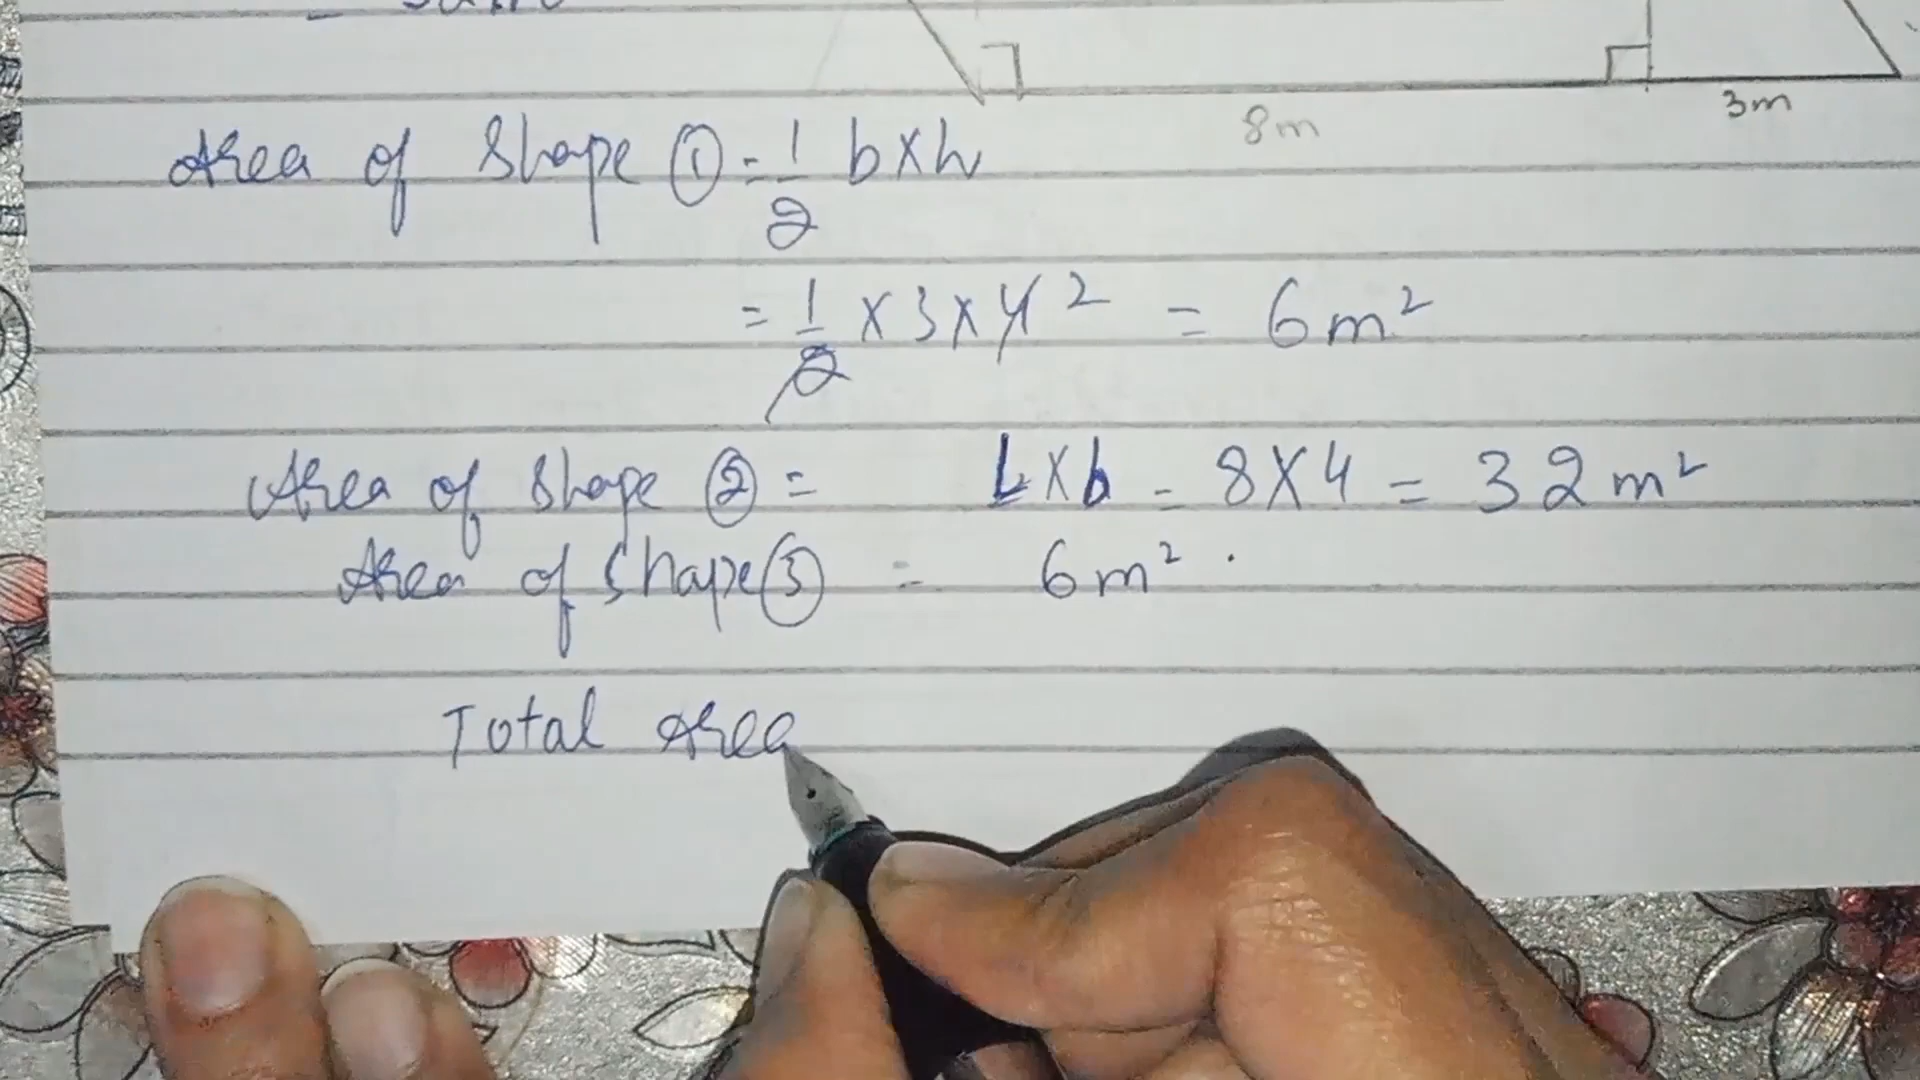 8m
3m
Area of Shape ① = 1/2 b×h
= 1/2 × 3 × 4 2 = 6m²
Area of Shape ② = L×b = 8×4 = 32m²
Area of Shape ③ = 6m².
Total Area